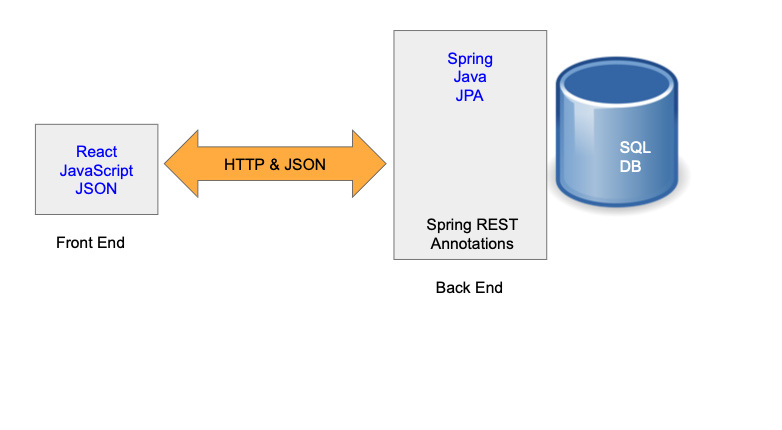 React
JavaScript
JSON
Front End
HTTP & JSON
Spring
Java
JPA
Spring REST
Annotations
Back End
SQL
DB